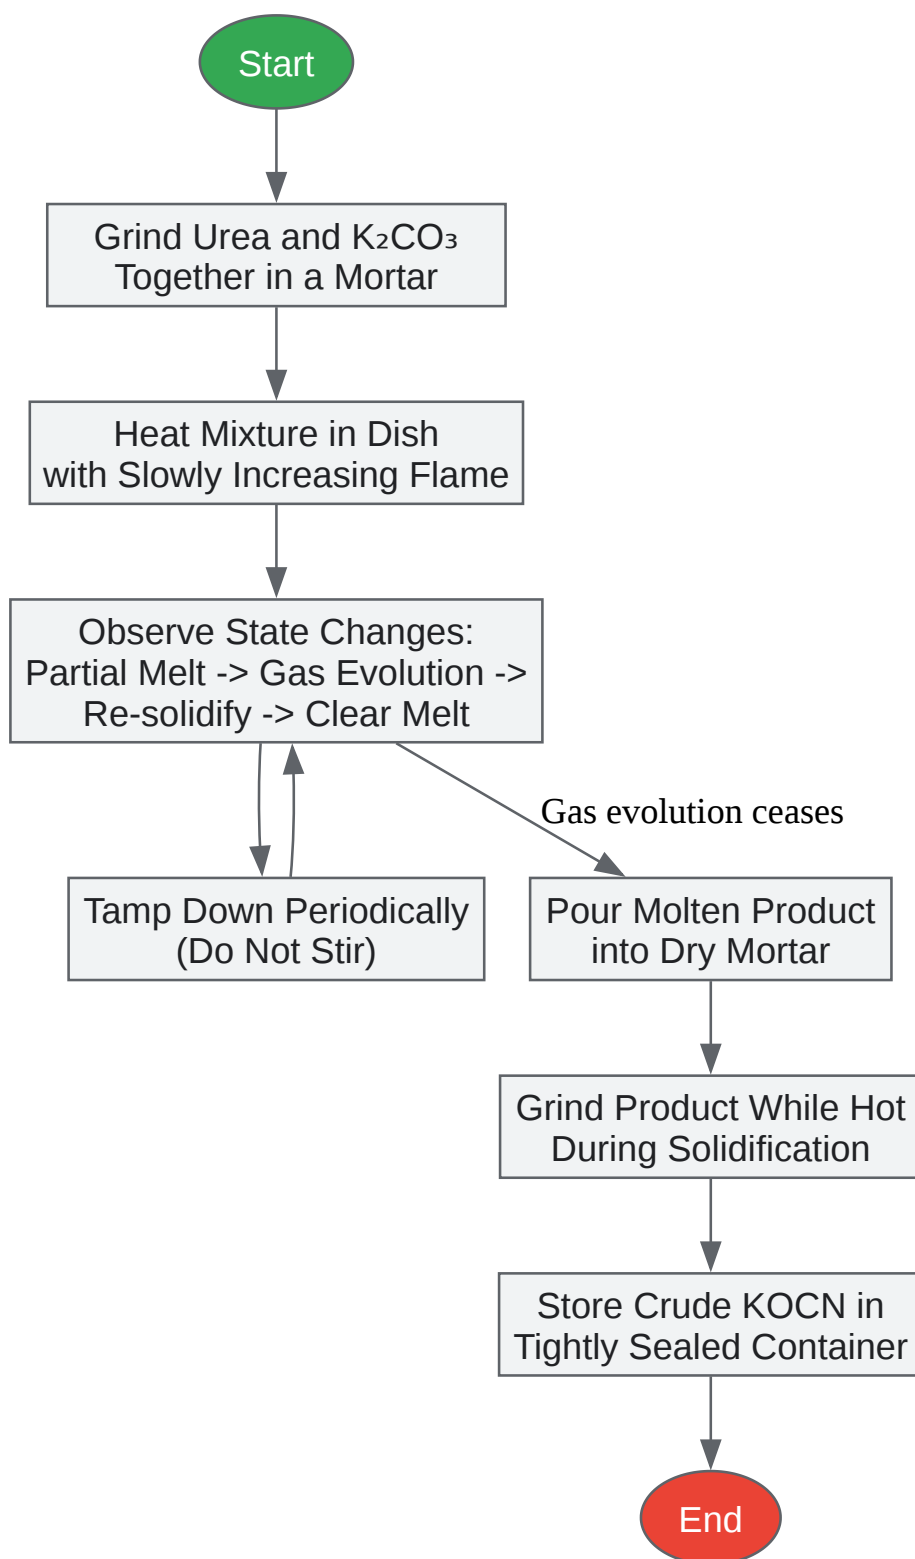 Start
Grind Urea and K₂CO₃
Together in a Mortar
Heat Mixture in Dish
with Slowly Increasing Flame
Observe State Changes:
Partial Melt -> Gas Evolution ->
Re-solidify -> Clear Melt
Gas evolution ceases
Tamp Down Periodically
(Do Not Stir)
Pour Molten Product
into Dry Mortar
Grind Product While Hot
During Solidification
Store Crude KOCN in
Tightly Sealed Container
End